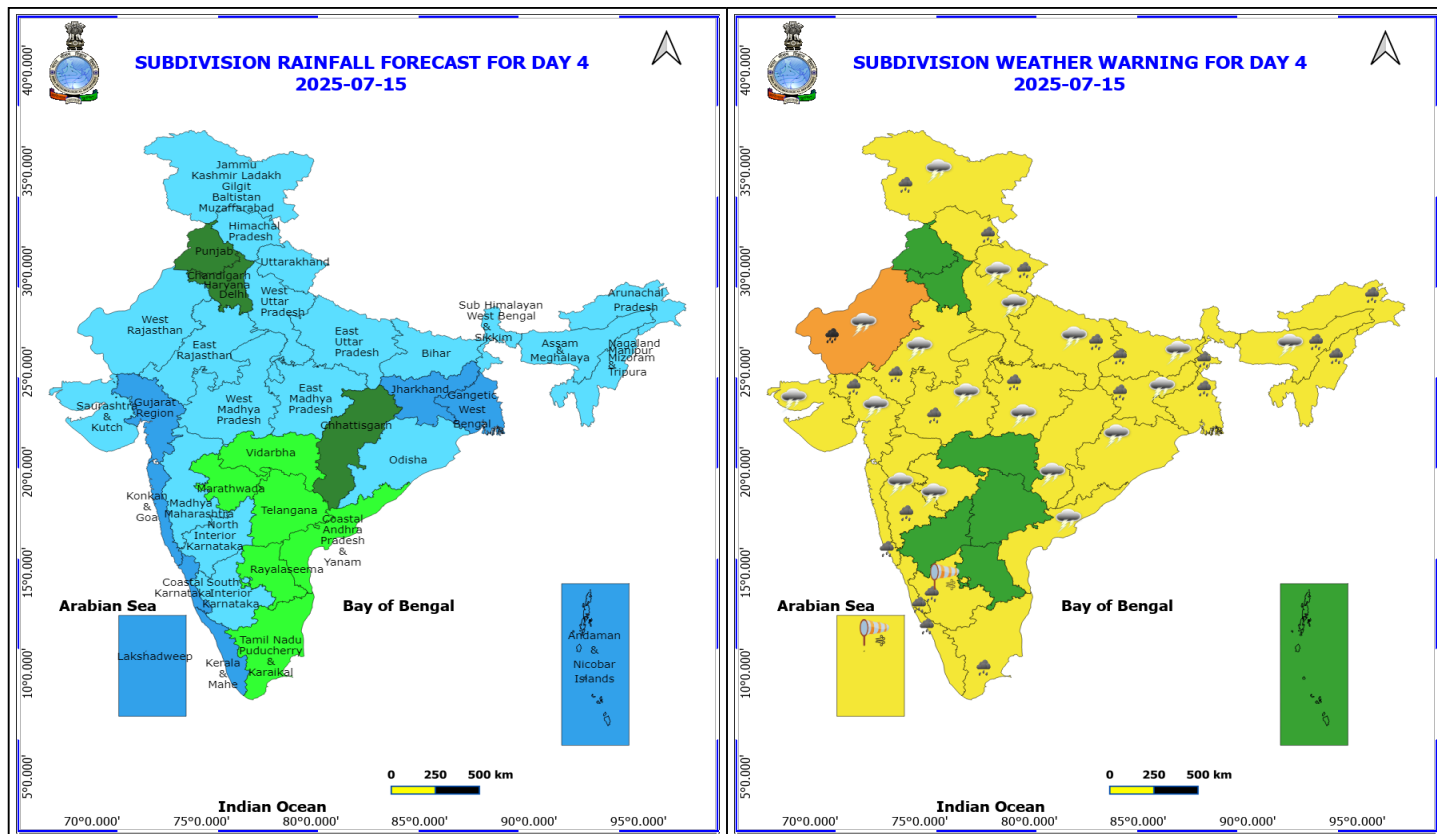 SUBDIVISION RAINFALL FORECAST FOR DAY 4
2025-07-15
40°0.000'
35°0.000'
30°0.000'
25°0.000'
20°0.000'
15°0.000'
10°0.000'
5°0.000'
Jammu
Kashmir Ladakh
Gilgit
Baltistan
Muzaffarabad
Himachal
Pradesh
Punjab
Uttarakhand
Chandigarh
Haryana
Delhi
West
Uttar
Pradesh
West
Rajasthan
East
Rajasthan
East
Uttar
Pradesh
Bihar
Sub Himalayan
West Bengal
&
Sikkim
Arunachal
Pradesh
Assam
&
Meghalaya
Nagaland
Manipur
Mizoram
&
Tripura
Saurashtra
&
Kutch
Gujarat
Region
West
Madhya
Pradesh
East
Madhya
Pradesh
Jharkhand
Gangetic
West
Bengal
Chhattisgarh
Odisha
Vidarbha
Marathwada
Konkan
&
Goa
Madhya
Maharashtra
North
Interior
Karnataka
Telangana
Coastal
Andhra
Pradesh
&
Yanam
Rayalaseema
Coastal
Karnataka
South
Interior
Karnataka
Tamil Nadu
Puducherry
&
Karaikal
Kerala
&
Mahe
Lakshadweep
Andaman
&
Nicobar
Islands
Arabian Sea
Bay of Bengal
Indian Ocean
0 250 500 km
70°0.000' 75°0.000' 80°0.000' 85°0.000' 90°0.000' 95°0.000'
SUBDIVISION WEATHER WARNING FOR DAY 4
2025-07-15
40°0.000'
35°0.000'
30°0.000'
25°0.000'
20°0.000'
15°0.000'
10°0.000'
5°0.000'
Arabian Sea
Bay of Bengal
Indian Ocean
0 250 500 km
70°0.000' 75°0.000' 80°0.000' 85°0.000' 90°0.000' 95°0.000'